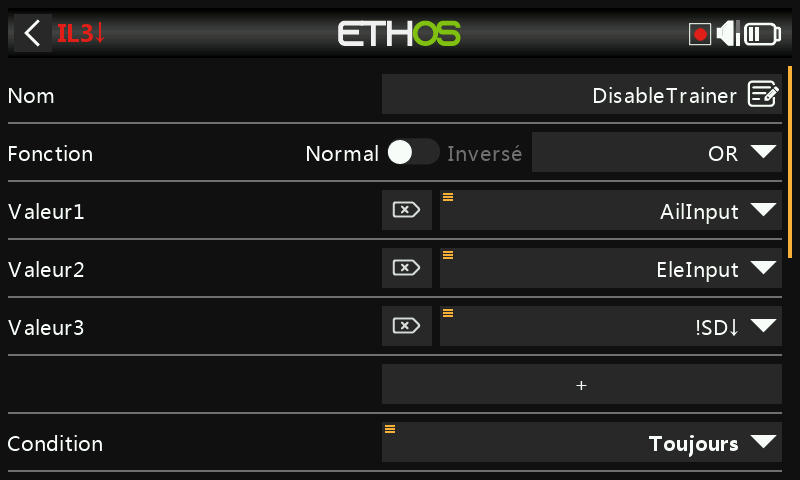 IL3↓
ETHOS
Nom DisableTrainer
Fonction Normal Inversé OR
Valeur1 AilInput
Valeur2 EleInput
Valeur3 !SD↓
+
Condition Toujours